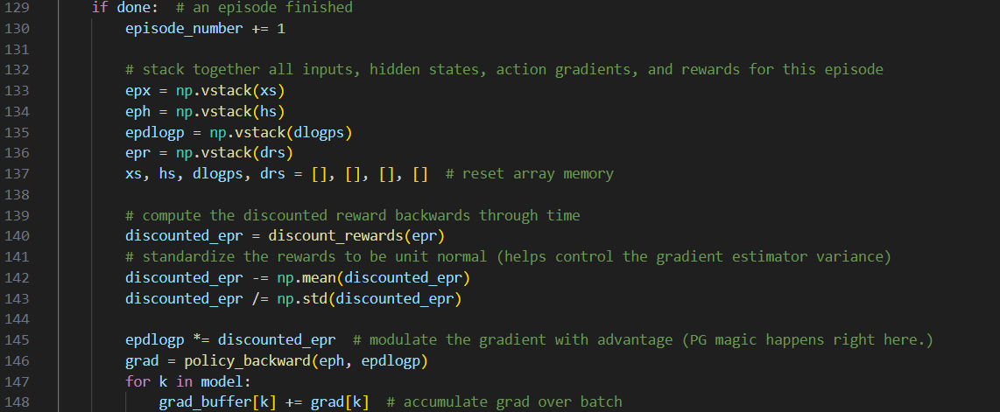 129 if done:  # an episode finished
130 episode_number += 1
131
132 # stack together all inputs, hidden states, action gradients, and rewards for this episode
133 epx = np.vstack(xs)
134 eph = np.vstack(hs)
135 epdlogp = np.vstack(dlogps)
136 epr = np.vstack(drs)
137 xs, hs, dlogps, drs = [], [], [], []  # reset array memory
138
139 # compute the discounted reward backwards through time
140 discounted_epr = discount_rewards(epr)
141 # standardize the rewards to be unit normal (helps control the gradient estimator variance)
142 discounted_epr -= np.mean(discounted_epr)
143 discounted_epr /= np.std(discounted_epr)
144
145 epdlogp *= discounted_epr  # modulate the gradient with advantage (PG magic happens right here.)
146 grad = policy_backward(eph, epdlogp)
147 for k in model:
148 grad_buffer[k] += grad[k]  # accumulate grad over batch